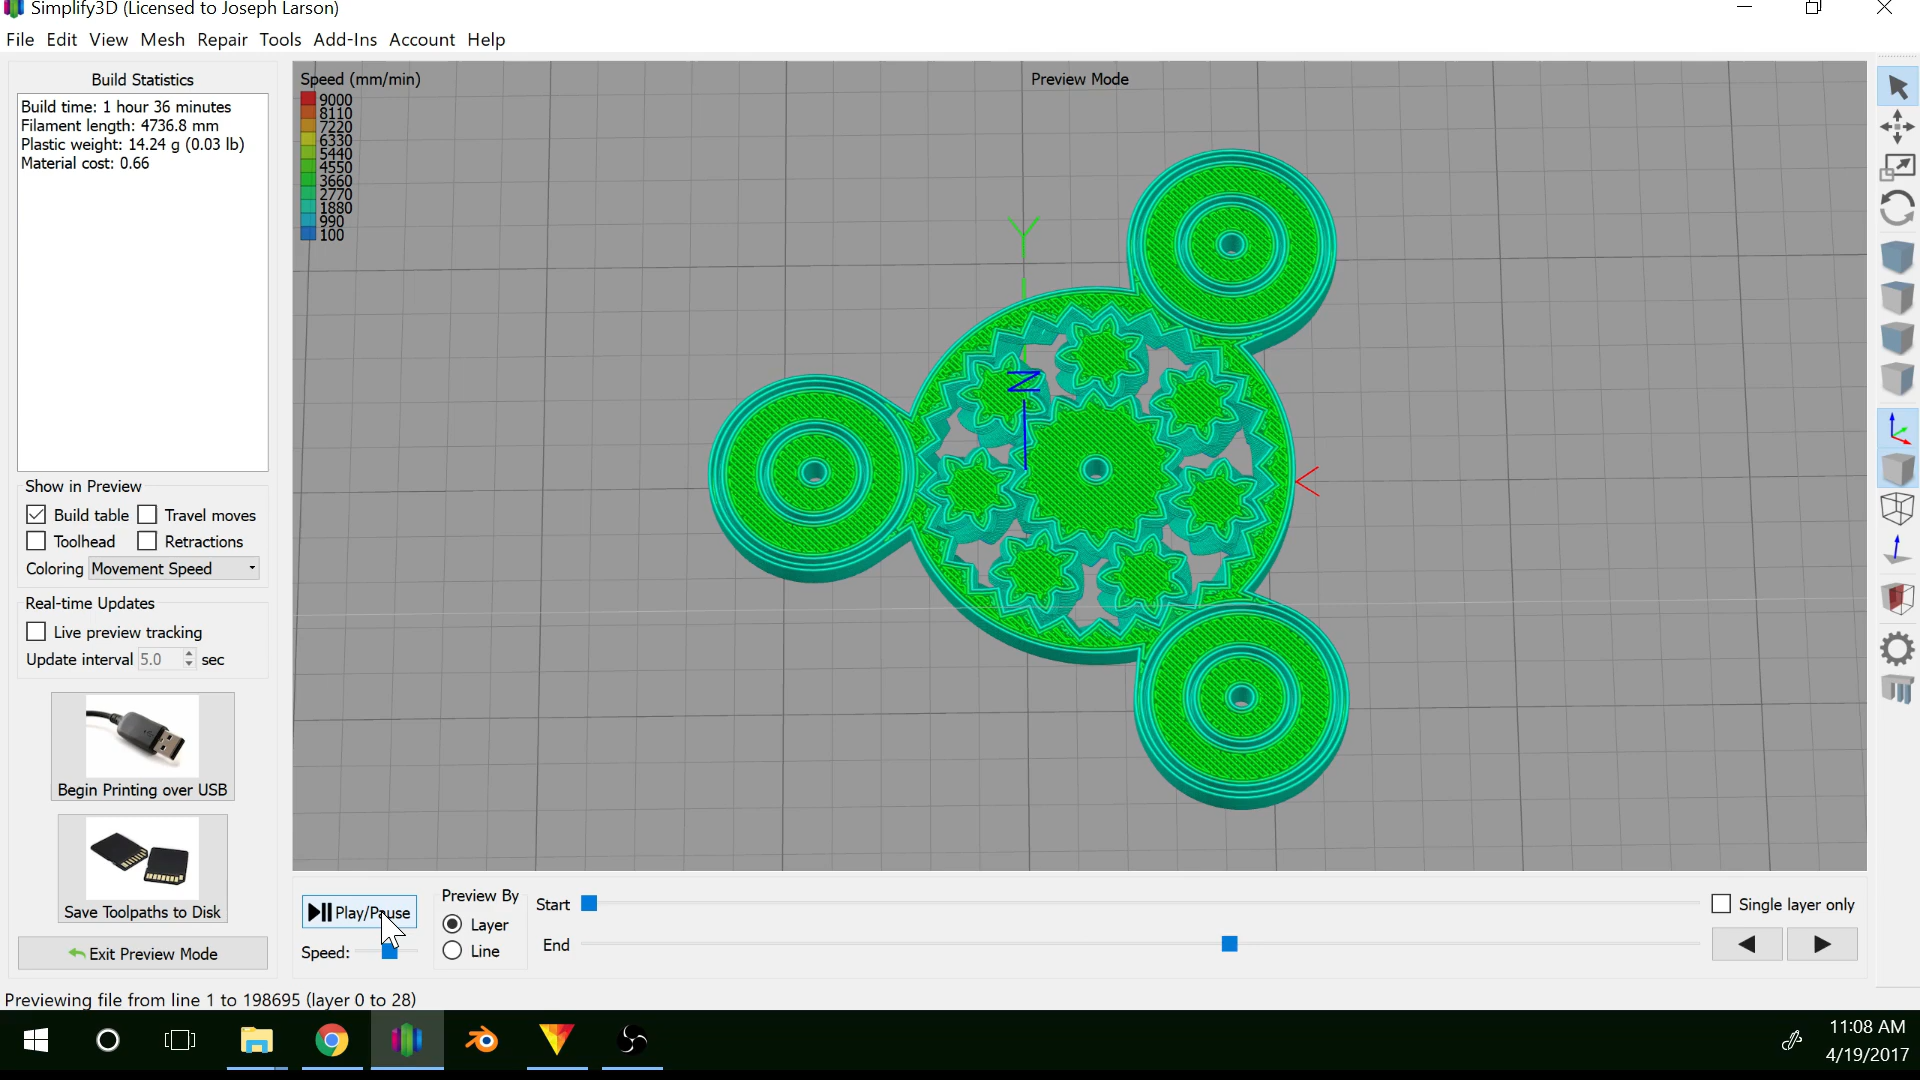 Simplify3D (Licensed to Joseph Larson)
File Edit View Mesh Repair Tools Add-Ins Account Help
Build Statistics
Build time: 1 hour 36 minutes
Filament length: 4736.8 mm
Plastic weight: 14.24 g (0.03 lb)
Material cost: 0.66
Show in Preview
Build table Travel moves
Toolhead Retractions
Coloring Movement Speed
Real-time Updates
Live preview tracking
Update interval 5.0 sec
Begin Printing over USB
Save Toolpaths to Disk
Exit Preview Mode
Speed (mm/min)
9000
8110
7220
6330
5440
4550
3660
2770
1880
990
100
Preview Mode
Y
Z
Play/Pause
Speed:
Preview By
Layer
Line
Start
End
Single layer only
Previewing file from line 1 to 198695 (layer 0 to 28)
11:08 AM
4/19/2017